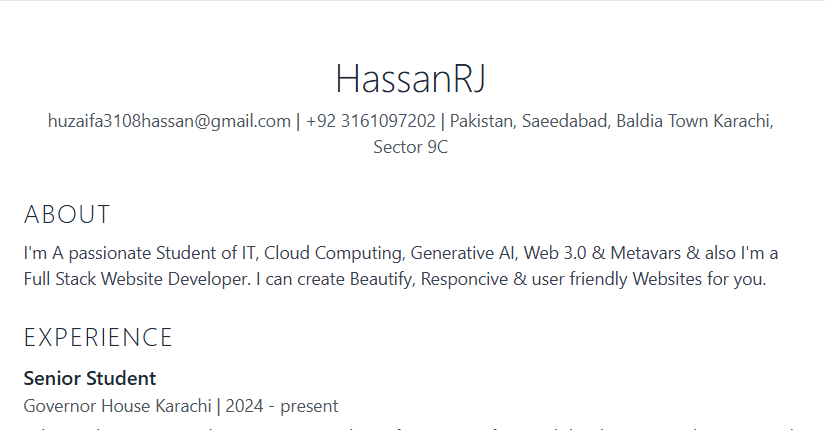 HassanRJ
huzaifa3108hassan@gmail.com | +92 3161097202 | Pakistan, Saeedabad, Baldia Town Karachi,
Sector 9C
ABOUT
I'm A passionate Student of IT, Cloud Computing, Generative AI, Web 3.0 & Metavars & also I'm a
Full Stack Website Developer. I can create Beautify, Responcive & user friendly Websites for you.
EXPERIENCE
Senior Student
Governor House Karachi | 2024 - present